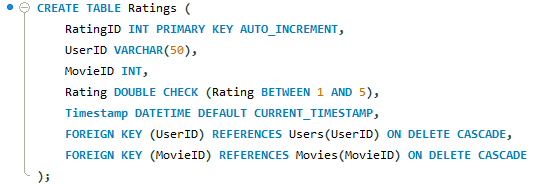 CREATE TABLE Ratings (
RatingID INT PRIMARY KEY AUTO_INCREMENT,
UserID VARCHAR(50),
MovieID INT,
Rating DOUBLE CHECK (Rating BETWEEN 1 AND 5),
Timestamp DATETIME DEFAULT CURRENT_TIMESTAMP,
FOREIGN KEY (UserID) REFERENCES Users(UserID) ON DELETE CASCADE,
FOREIGN KEY (MovieID) REFERENCES Movies(MovieID) ON DELETE CASCADE
);